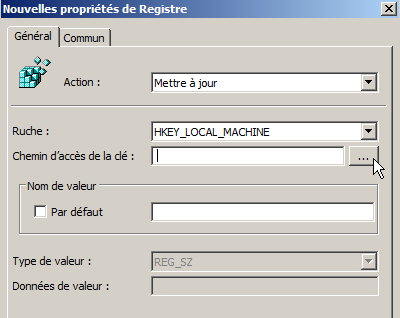 Nouvelles propriétés de Registre
Général Commun
Action : Mettre à jour
Ruche : HKEY_LOCAL_MACHINE
Chemin d'accès de la clé : ...
Nom de valeur
Par défaut
Type de valeur : REG_SZ
Données de valeur :